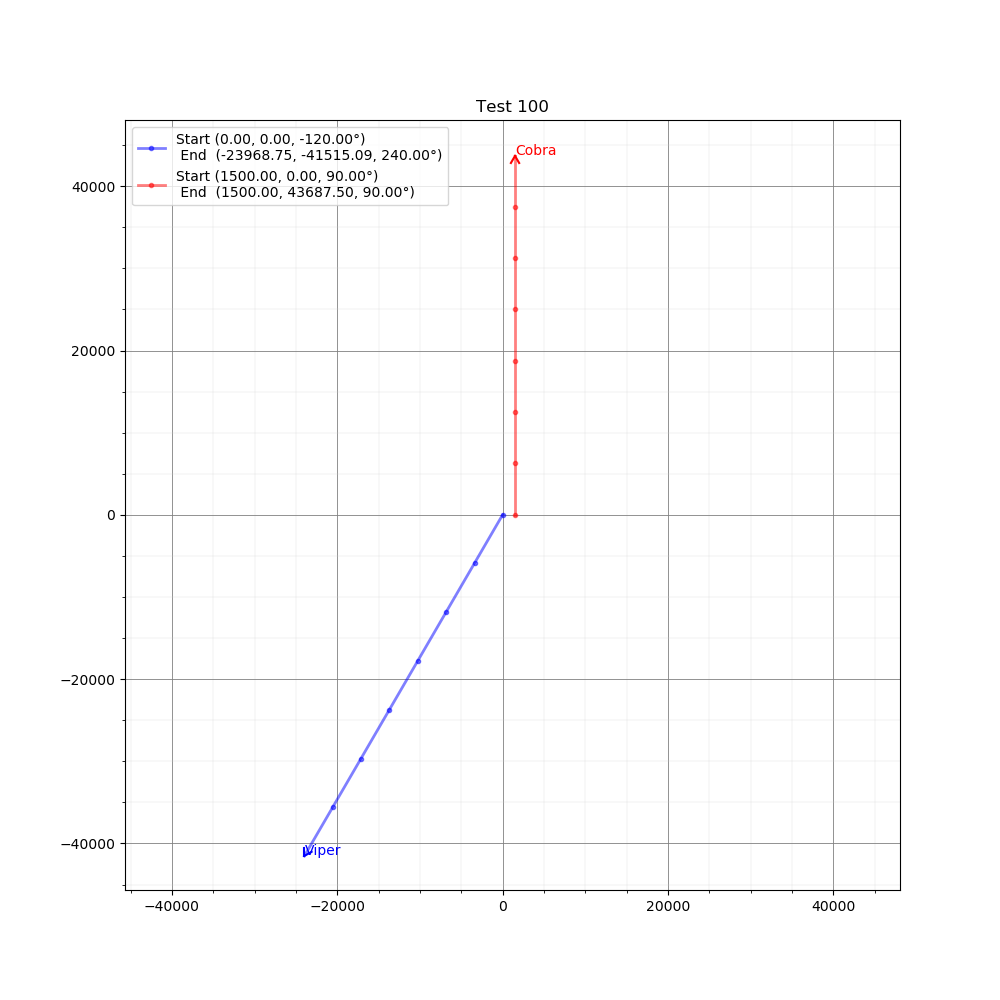 Test 100
Start (0.00, 0.00, -120.00°)
End (-23968.75, -41515.09, 240.00°)
Start (1500.00, 0.00, 90.00°)
End (1500.00, 43687.50, 90.00°)
Cobra
40000
20000
0
−20000
−40000
Viper
−40000
−20000
0
20000
40000